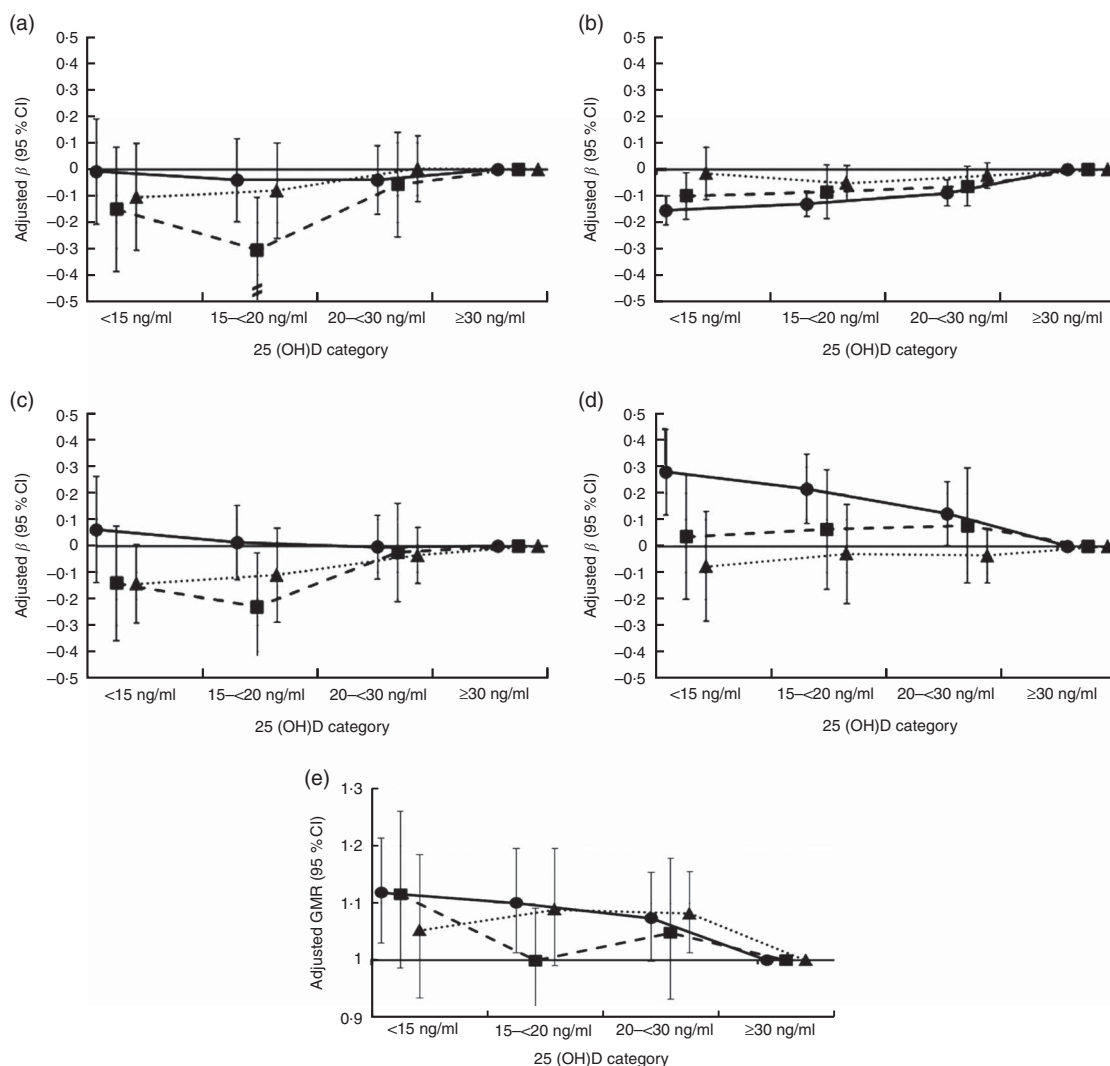 (a)
0·5
0·4
0·3
0·2
0·1
0
–0·1
–0·2
–0·3
–0·4
–0·5
Adjusted β (95 % CI)
<15 ng/ml 15–<20 ng/ml 20–<30 ng/ml ≥30 ng/ml
25 (OH)D category
(b)
0·5
0·4
0·3
0·2
0·1
0
–0·1
–0·2
–0·3
–0·4
–0·5
Adjusted β (95 % CI)
<15 ng/ml 15–<20 ng/ml 20–<30 ng/ml ≥30 ng/ml
25 (OH)D category
(c)
0·5
0·4
0·3
0·2
0·1
0
–0·1
–0·2
–0·3
–0·4
–0·5
Adjusted β (95 % CI)
<15 ng/ml 15–<20 ng/ml 20–<30 ng/ml ≥30 ng/ml
25 (OH)D category
(d)
0·5
0·4
0·3
0·2
0·1
0
–0·1
–0·2
–0·3
–0·4
–0·5
Adjusted β (95 % CI)
<15 ng/ml 15–<20 ng/ml 20–<30 ng/ml ≥30 ng/ml
25 (OH)D category
(e)
1·3
1·2
1·1
1
0·9
Adjusted GMR (95 % CI)
<15 ng/ml 15–<20 ng/ml 20–<30 ng/ml ≥30 ng/ml
25 (OH)D category